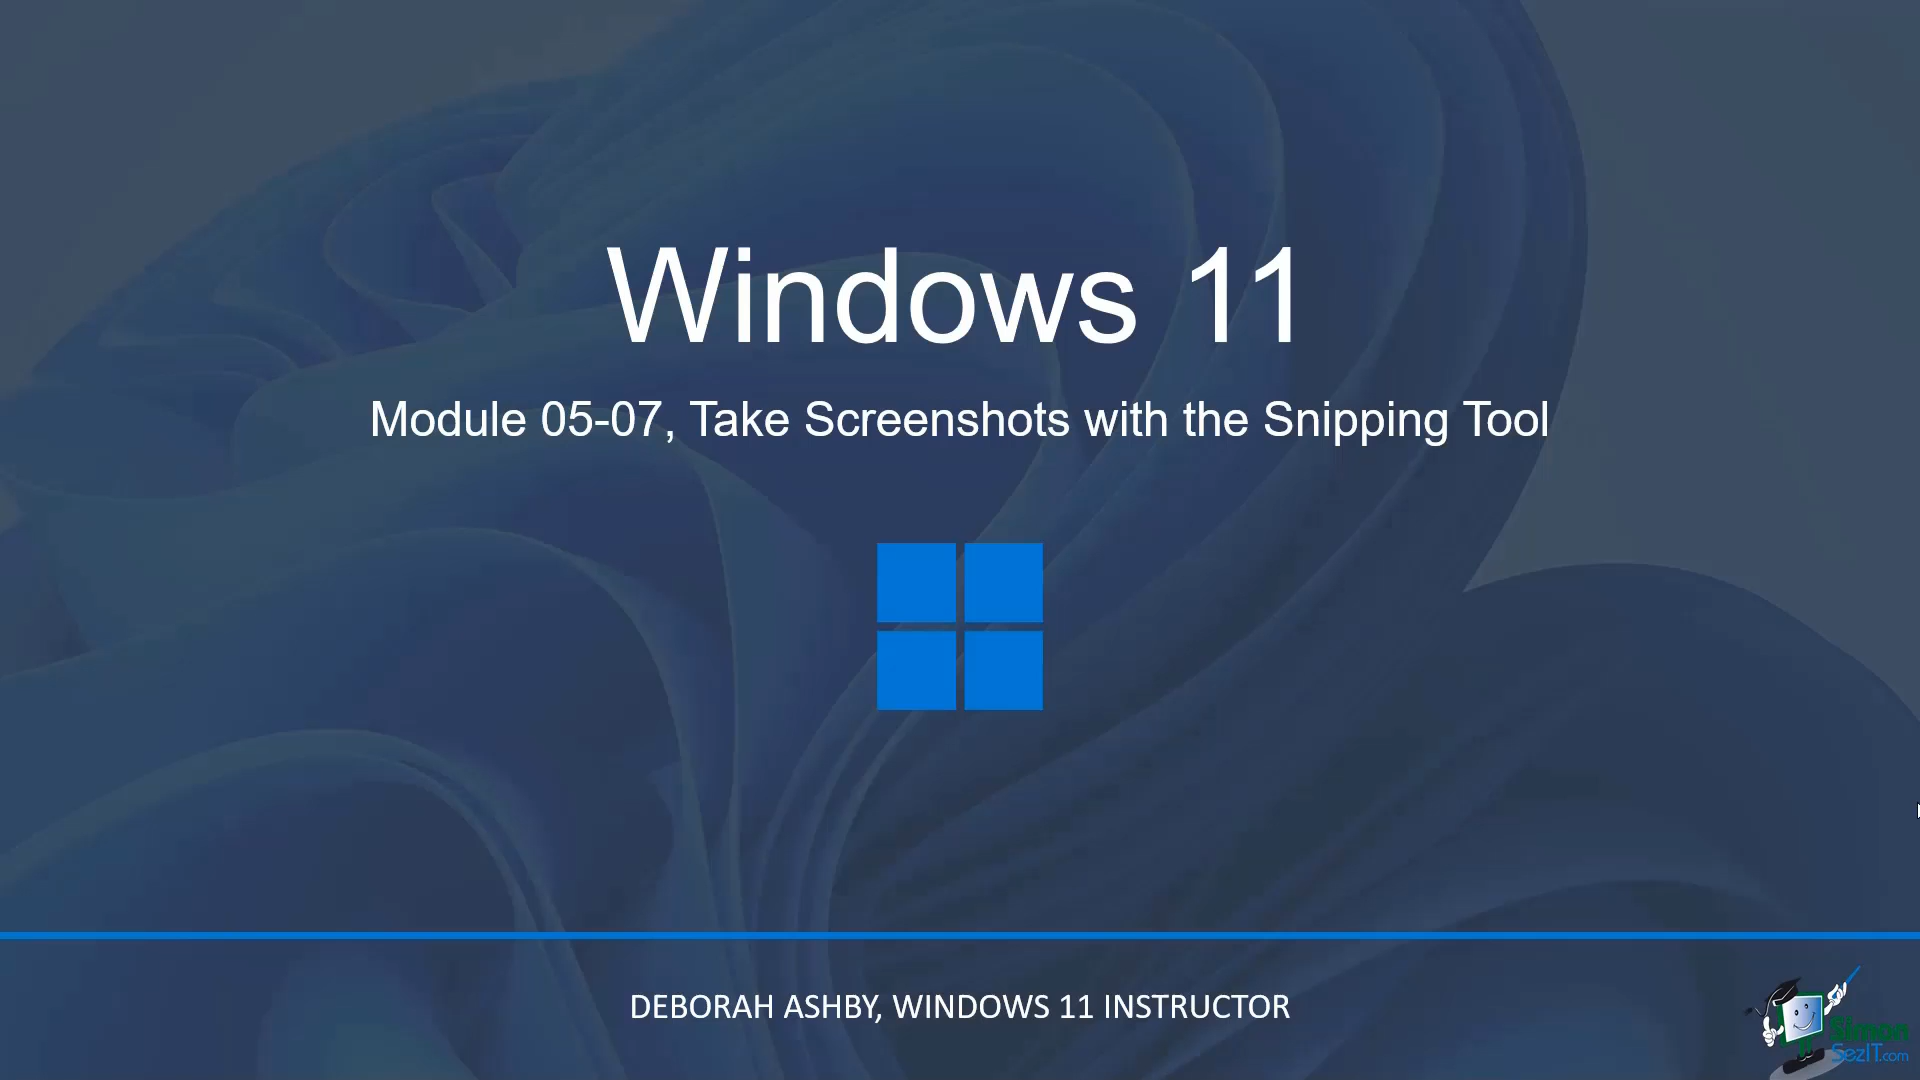 Windows 11
Module 05-07, Take Screenshots with the Snipping Tool
DEBORAH ASHBY, WINDOWS 11 INSTRUCTOR
Simon
SezIT.com